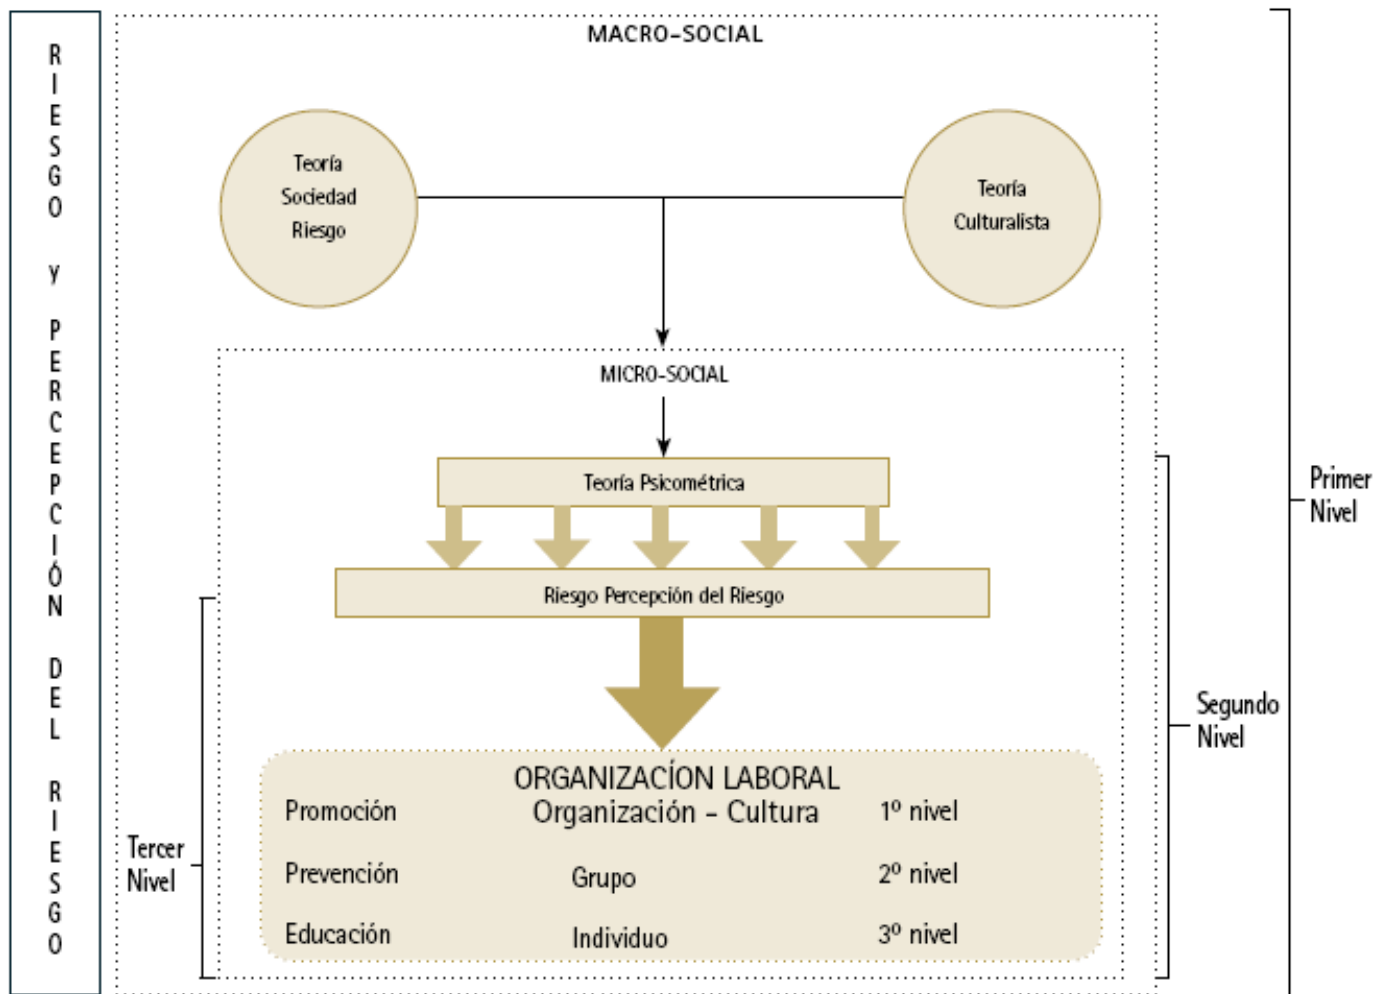 RIESGO y PERCEPCIÓN DEL RIESGO
MACRO-SOCIAL
Teoría
Sociedad
Riesgo
Teoría
Culturalista
MICRO-SOCIAL
Teoría Psicométrica
Riesgo Percepción del Riesgo
Primer
Nivel
Segundo
Nivel
Tercer
Nivel
ORGANIZACÍON LABORAL
Promoción Organización - Cultura 1º nivel
Prevención Grupo 2º nivel
Educación Individuo 3º nivel